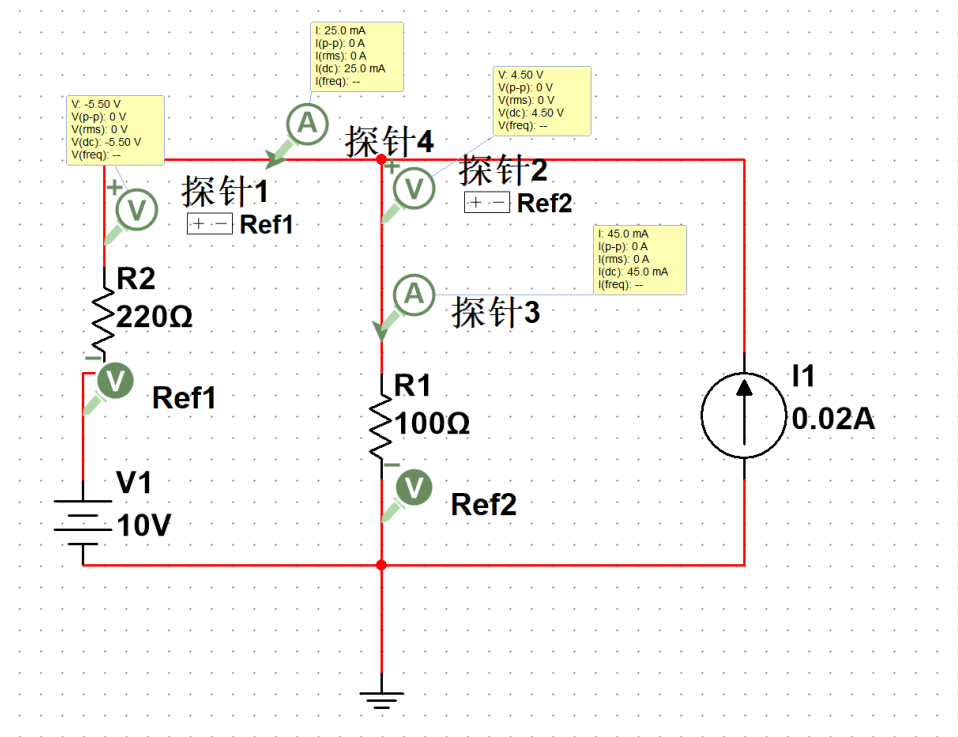 I: 25.0 mA
I(p-p): 0 A
I(rms): 0 A
I(dc): 25.0 mA
I(freq): --
V: 4.50 V
V(p-p): 0 V
V(rms): 0 V
V(dc): 4.50 V
V(freq): --
V: -5.50 V
V(p-p): 0 V
V(rms): 0 V
V(dc): -5.50 V
V(freq): --
A
探针4
探针2
+ - Ref2
+
V
探针1
+ - Ref1
+
V
I: 45.0 mA
I(p-p): 0 A
I(rms): 0 A
I(dc): 45.0 mA
I(freq): --
R2
220Ω
A
探针3
V
Ref1
R1
100Ω
I1
0.02A
V1
10V
V
Ref2